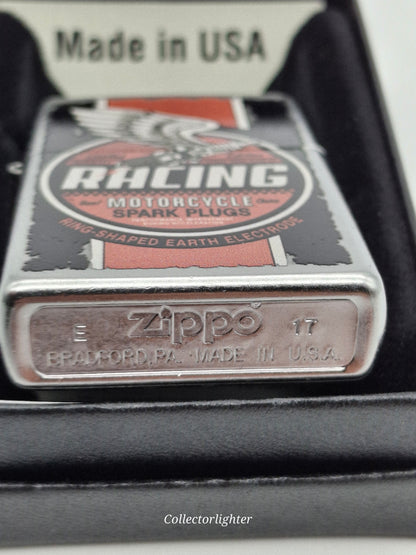 Made in USA
RACING
MOTORCYCLE
SPARK PLUGS
RING-SHAPED EARTH ELECTRODE
E Zippo 17
BRADFORD, PA. MADE IN U.S.A.
Collectorlighter